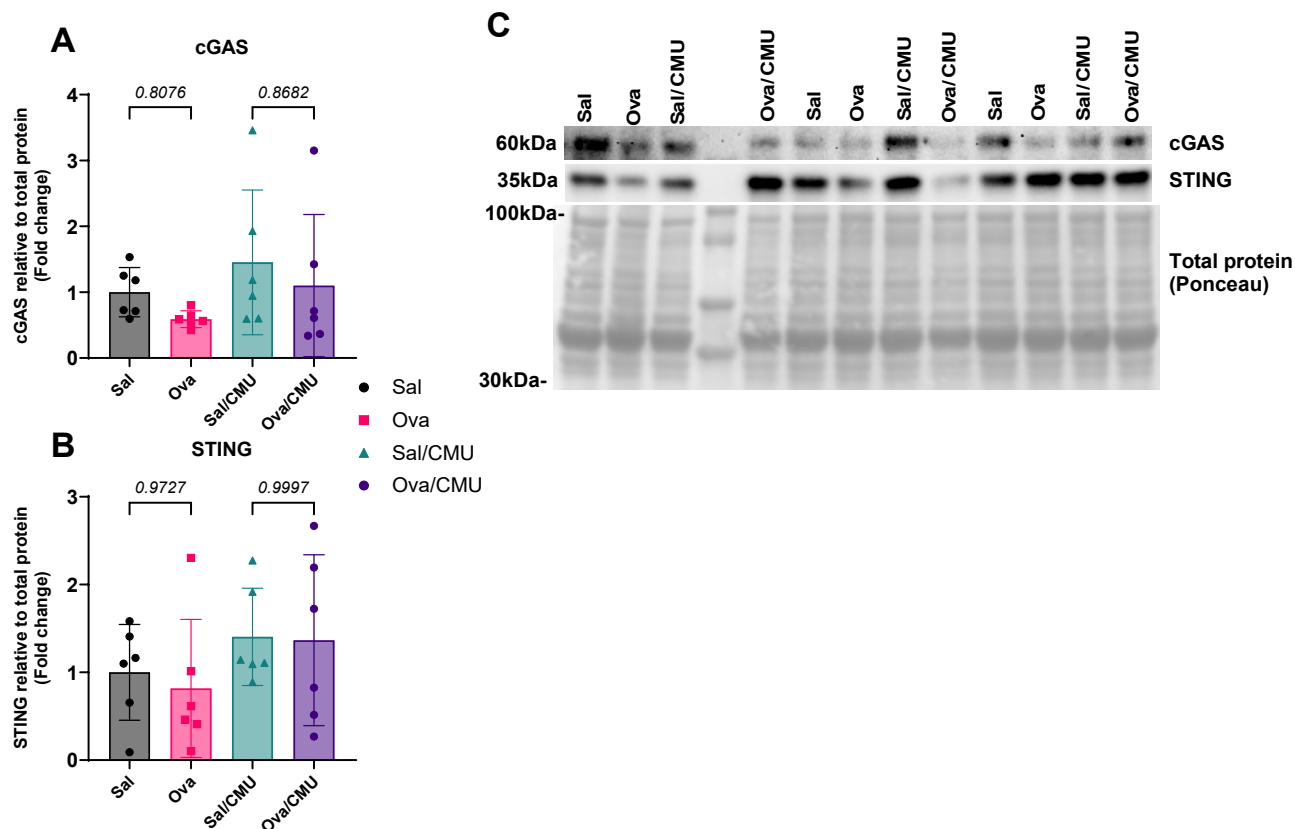 A
cGAS
cGAS relative to total protein
(Fold change)
4
3
2
1
0
0.8076
0.8682
Sal
Ova
Sal/CMU
Ova/CMU
Sal
Ova
Sal/CMU
Ova/CMU
B
STING
STING relative to total protein
(Fold change)
3
2
1
0
0.9727
0.9997
Sal
Ova
Sal/CMU
Ova/CMU
C
Sal
Ova
Sal/CMU
Ova/CMU
Sal
Ova
Sal/CMU
Ova/CMU
Sal
Ova
Sal/CMU
Ova/CMU
60kDa
cGAS
35kDa
STING
100kDa-
Total protein
(Ponceau)
30kDa-